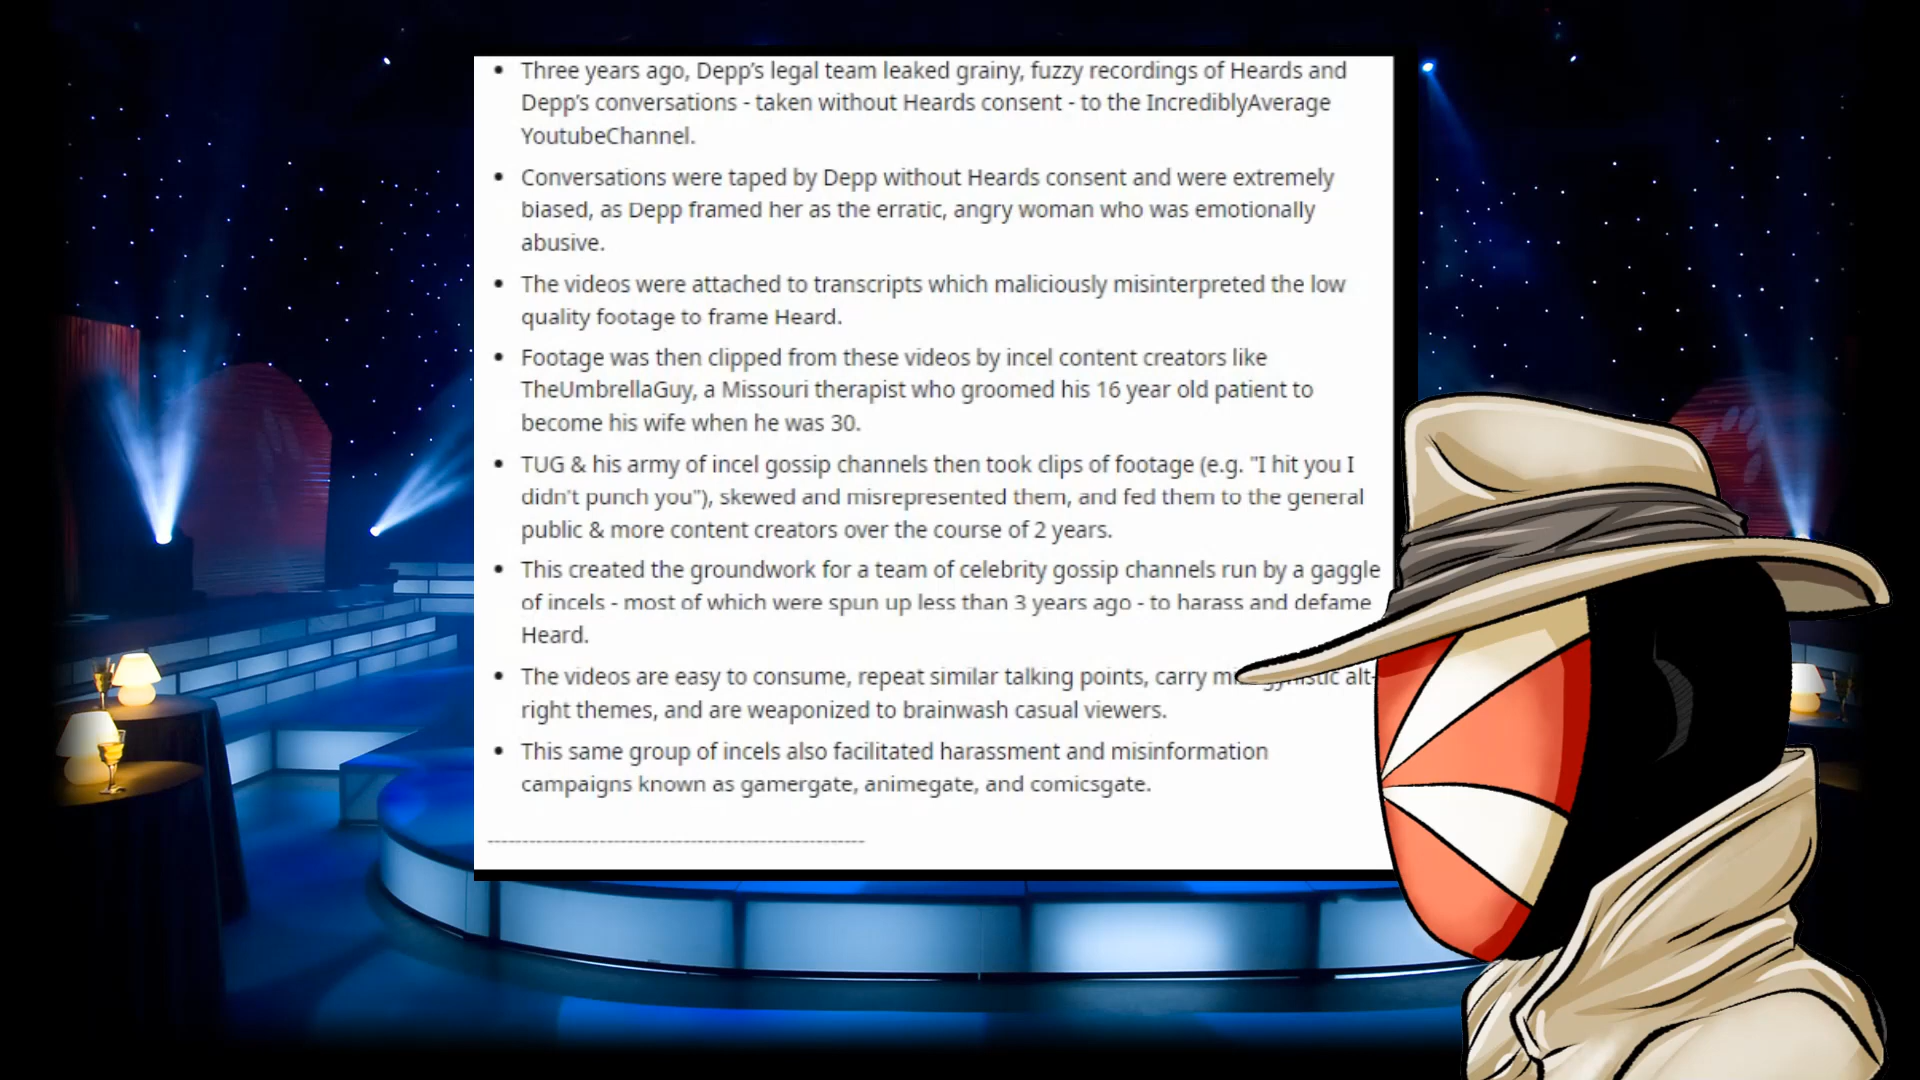 • Three years ago, Depp's legal team leaked grainy, fuzzy recordings of Heards and
Depp's conversations - taken without Heards consent - to the IncrediblyAverage
YoutubeChannel.
• Conversations were taped by Depp without Heards consent and were extremely
biased, as Depp framed her as the erratic, angry woman who was emotionally
abusive.
• The videos were attached to transcripts which maliciously misinterpreted the low
quality footage to frame Heard.
• Footage was then clipped from these videos by incel content creators like
TheUmbrellaGuy, a Missouri therapist who groomed his 16 year old patient to
become his wife when he was 30.
• TUG & his army of incel gossip channels then took clips of footage (e.g. "I hit you I
didn't punch you"), skewed and misrepresented them, and fed them to the general
public & more content creators over the course of 2 years.
• This created the groundwork for a team of celebrity gossip channels run by a gaggle
of incels - most of which were spun up less than 3 years ago - to harass and defame
Heard.
• The videos are easy to consume, repeat similar talking points, carry alt-
right themes, and are weaponized to brainwash casual viewers.
• This same group of incels also facilitated harassment and misinformation
campaigns known as gamergate, animegate, and comicsgate.